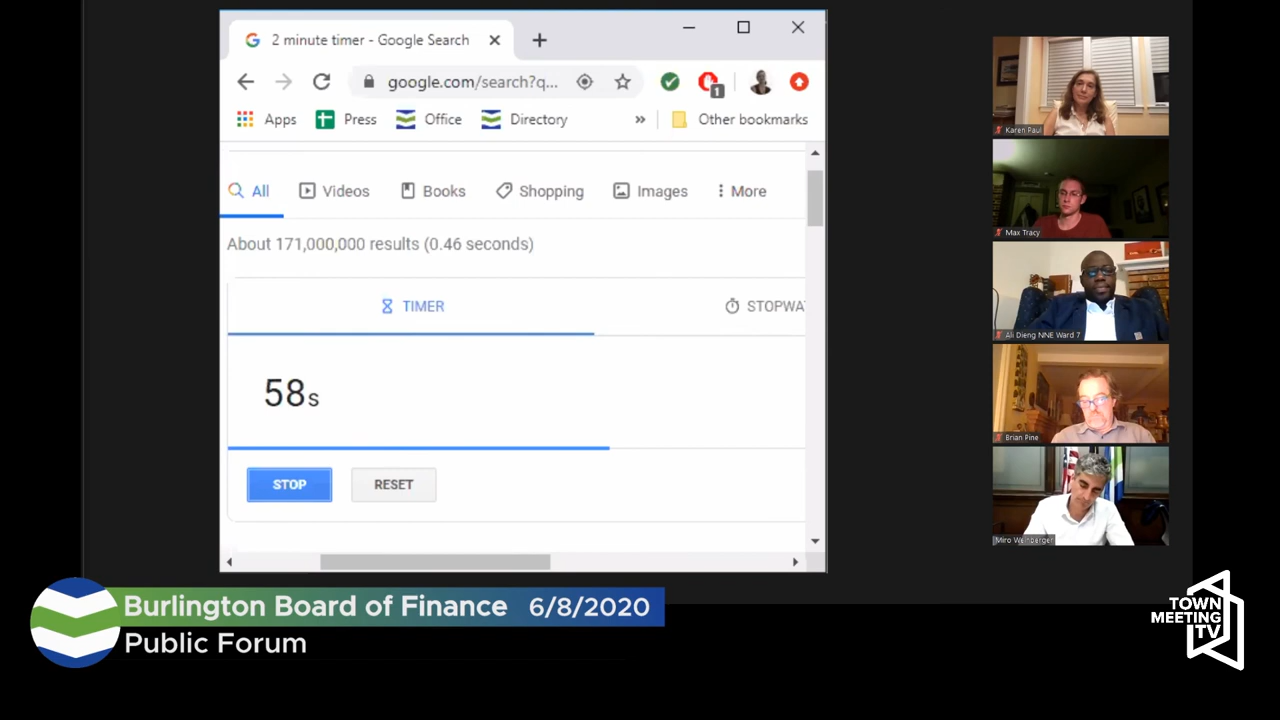 2 minute timer - Google Search
google.com/search?q...
1
Apps
Press
Office
Directory
»
Other bookmarks
All
Videos
Books
Shopping
Images
More
About 171,000,000 results (0.46 seconds)
TIMER
STOPWA
58s
STOP
RESET
Karen Paul
Max Tracy
Ali Dieng NNE Ward 7
Brian Pine
Miro Weinberger
Burlington Board of Finance 6/8/2020
Public Forum
TOWN
MEETING
TV